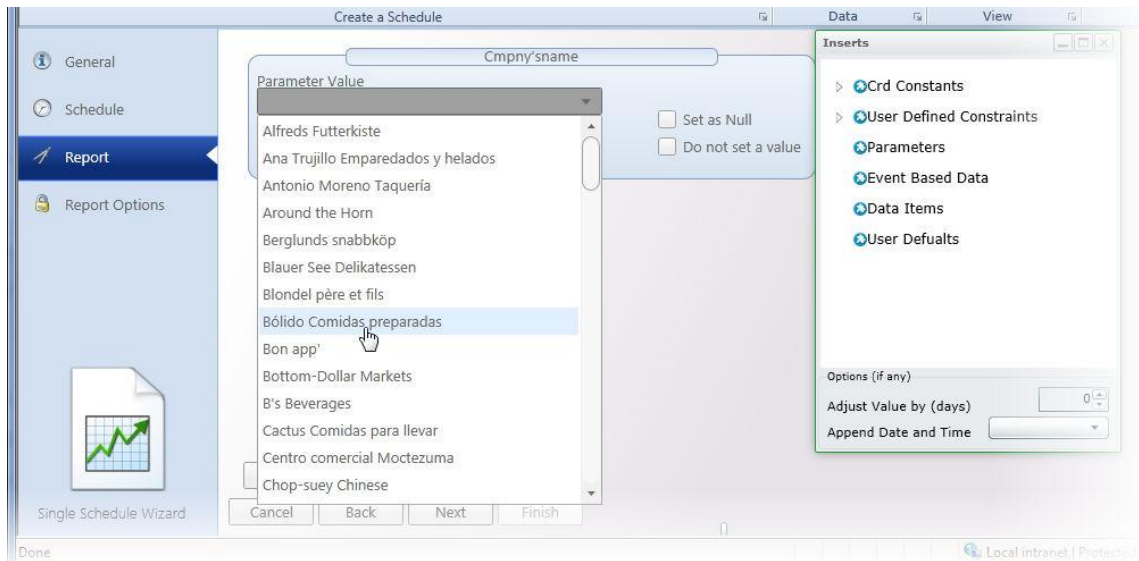 Create a Schedule
Data
View
General
Schedule
Report
Report Options
Single Schedule Wizard
Cmpny'sname
Parameter Value
Set as Null
Do not set a value
Alfreds Futterkiste
Ana Trujillo Emparedados y helados
Antonio Moreno Taquería
Around the Horn
Berglunds snabbköp
Blauer See Delikatessen
Blondel père et fils
Bólido Comidas preparadas
Bon app'
Bottom-Dollar Markets
B's Beverages
Cactus Comidas para llevar
Centro comercial Moctezuma
Chop-suey Chinese
Cancel
Back
Next
Finish
Inserts
Crd Constants
User Defined Constraints
Parameters
Event Based Data
Data Items
User Defualts
Options (if any)
Adjust Value by (days)
0
Append Date and Time
Done
Local intranet | Protected